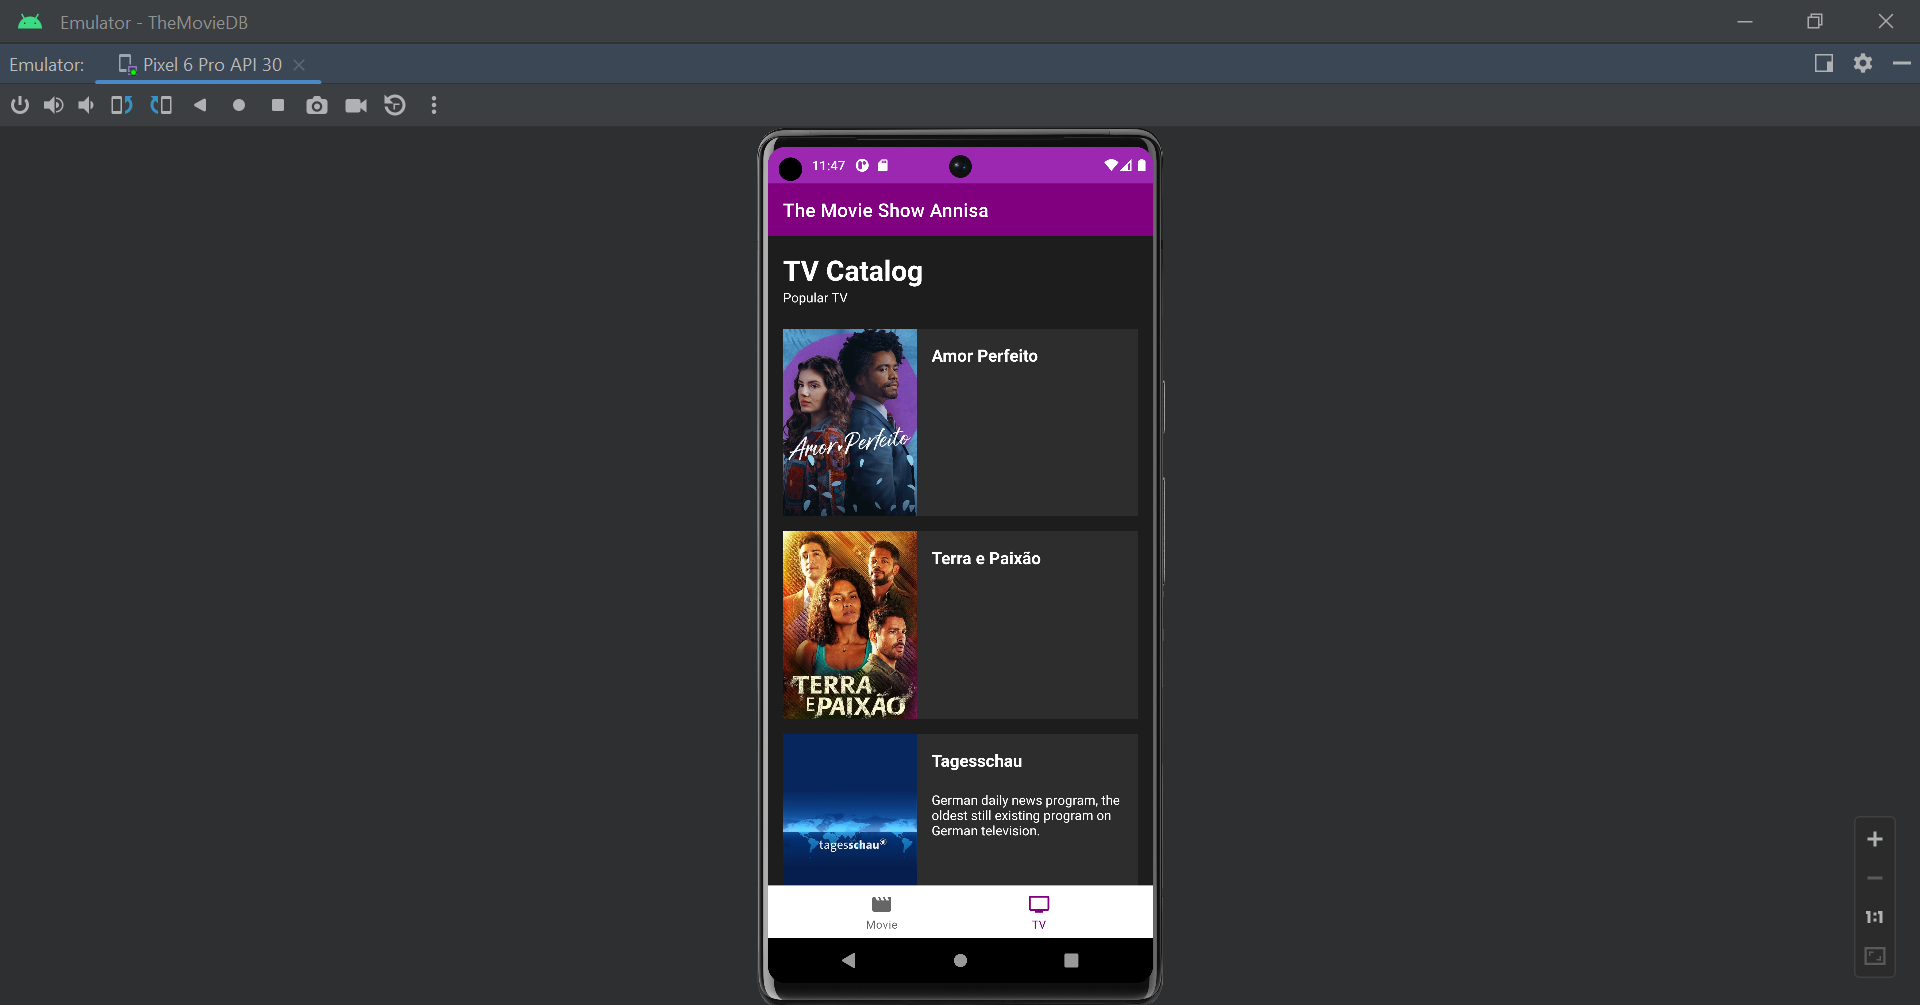 Emulator - TheMovieDB
Emulator:
Pixel 6 Pro API 30
11:47
The Movie Show Annisa
TV Catalog
Popular TV
Amor Perfeito
Amor Perfeito
TERRA
E PAIXÃO
Terra e Paixão
tagesschau
Tagesschau
German daily news program, the
oldest still existing program on
German television.
Movie
TV
1:1